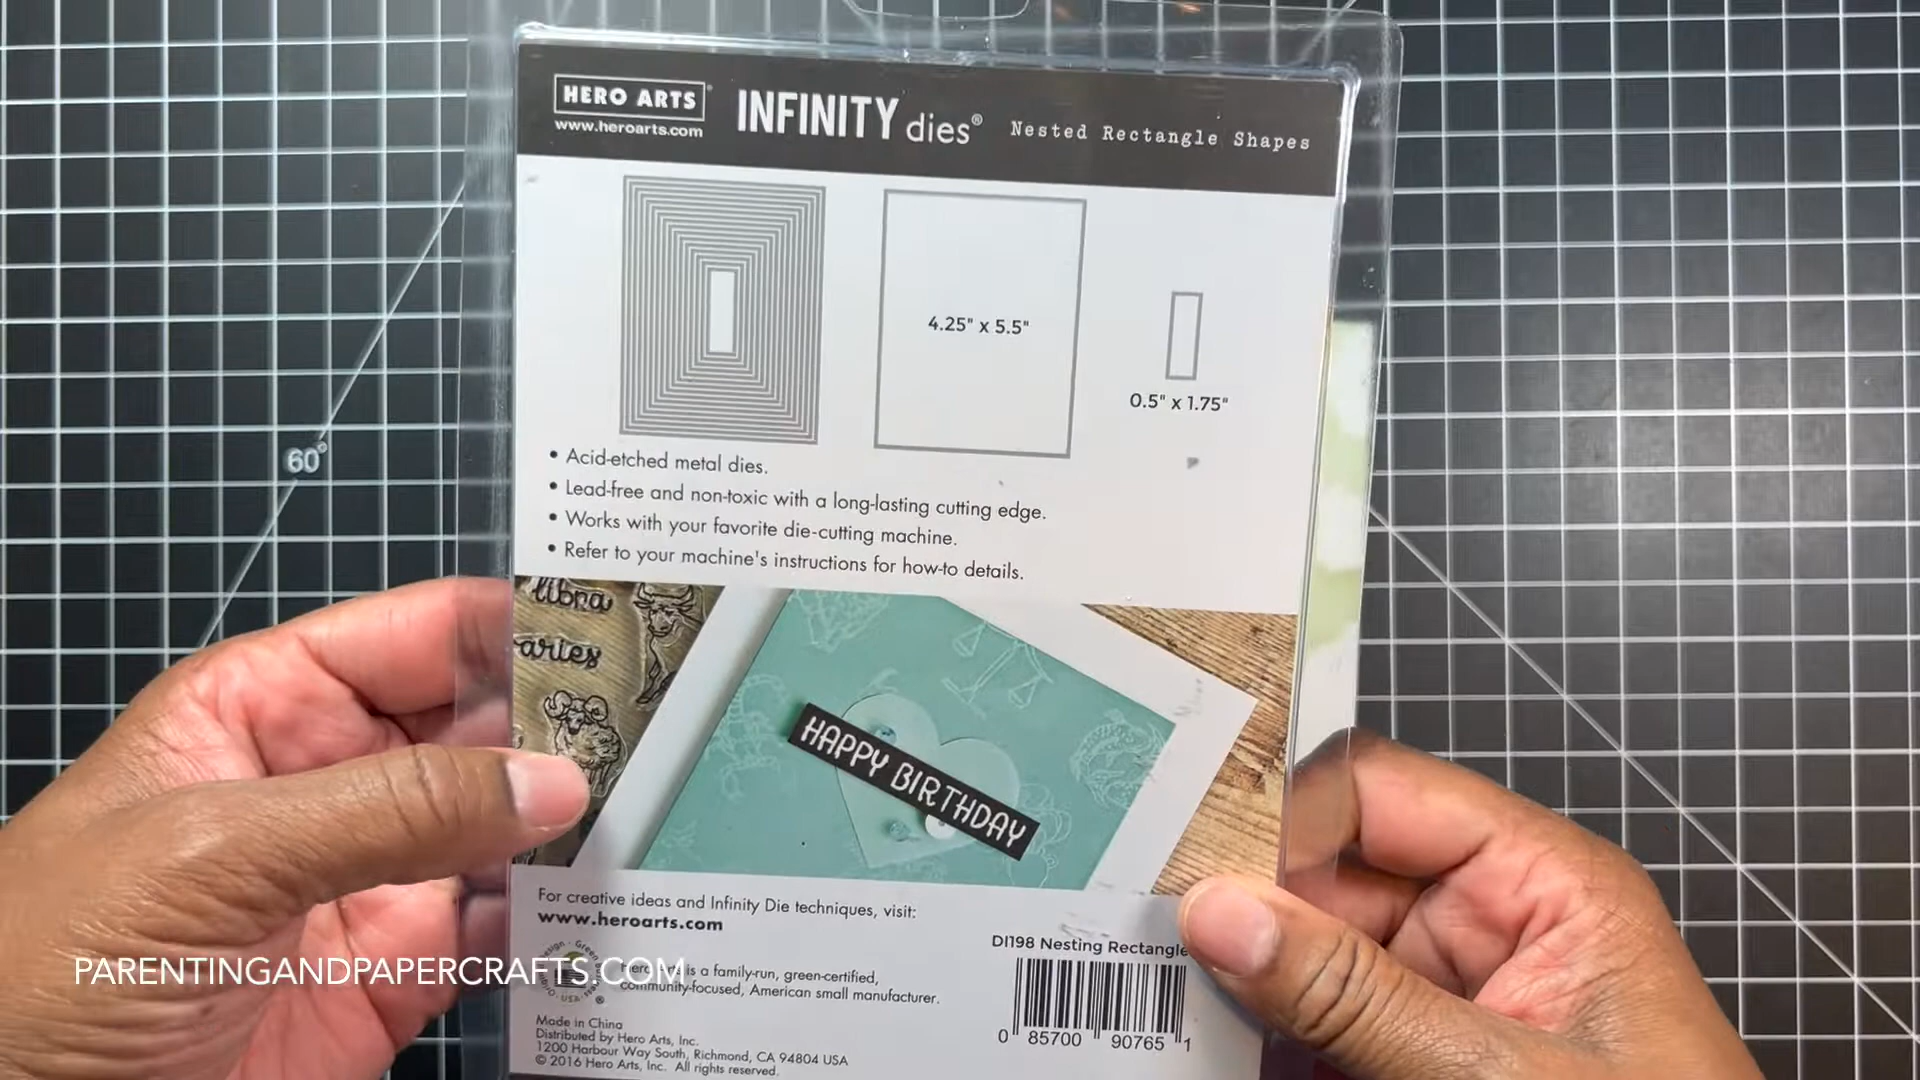 HERO ARTS
www.heroarts.com
INFINITY dies®
Nested Rectangle Shapes
4.25" x 5.5"
0.5" x 1.75"
• Acid-etched metal dies.
• Lead-free and non-toxic with a long-lasting cutting edge.
• Works with your favorite die-cutting machine.
• Refer to your machine's instructions for how-to details.
60°
libra
aries
HAPPY BIRTHDAY
For creative ideas and Infinity Die techniques, visit:
www.heroarts.com
DI198 Nesting Rectangle
PARENTINGANDPAPERCRAFTS.COM
Hero Arts is a family-run, green-certified,
community-focused, American small manufacturer.
0 85700 90765 1
Made in China
Distributed by Hero Arts, Inc.
1200 Harbour Way South, Richmond, CA 94804 USA
© 2016 Hero Arts, Inc. All rights reserved.